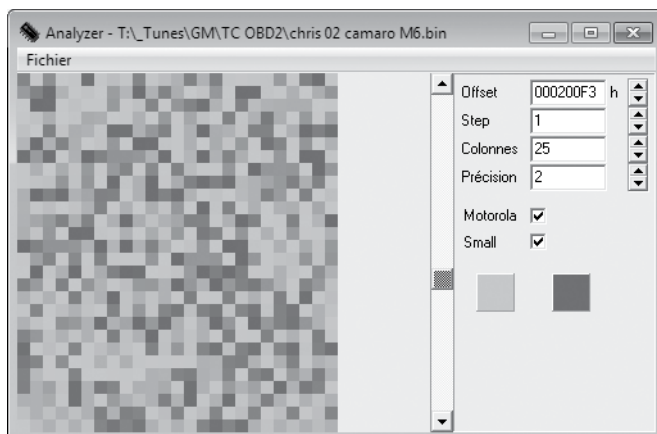 Analyzer - T:\_Tunes\GM\TC OBD2\chris 02 camaro M6.bin
Fichier
Offset 000200F3 h
Step 1
Colonnes 25
Précision 2
Motorola
Small